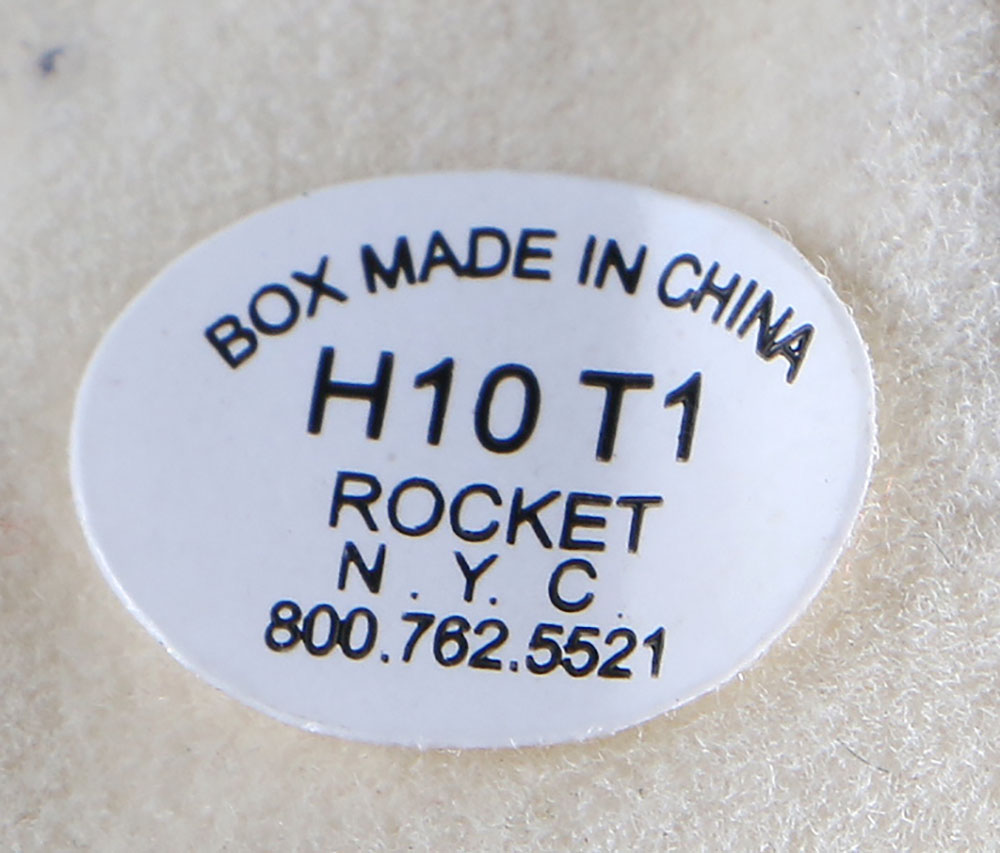 BOX MADE IN CHINA
H10 T1
ROCKET
N. Y. C.
800.762.5521